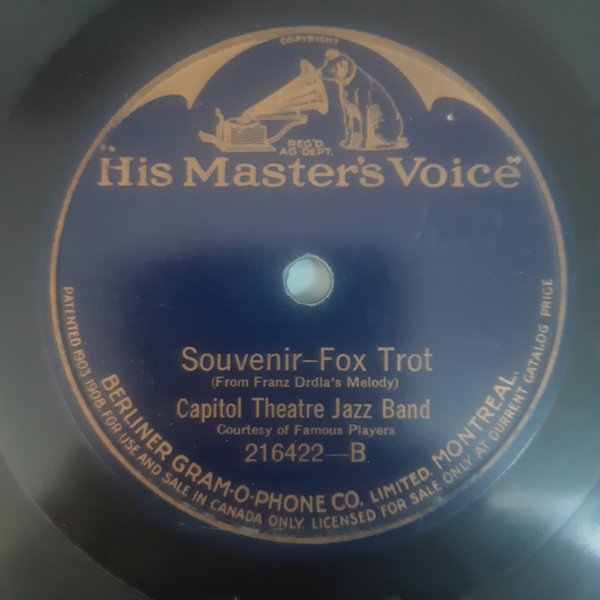 COPYRIGHT
REG'D.
AG-DEPT.
"His Master's Voice"
Souvenir–Fox Trot
(From Franz Drdla's Melody)
Capitol Theatre Jazz Band
Courtesy of Famous Players
216422—B
BERLINER GRAM-O-PHONE CO. LIMITED. MONTREAL.
PATENTED 1903, 1908. FOR USE AND SALE IN CANADA ONLY. LICENSED FOR SALE ONLY AT CURRENT CATALOG PRICE